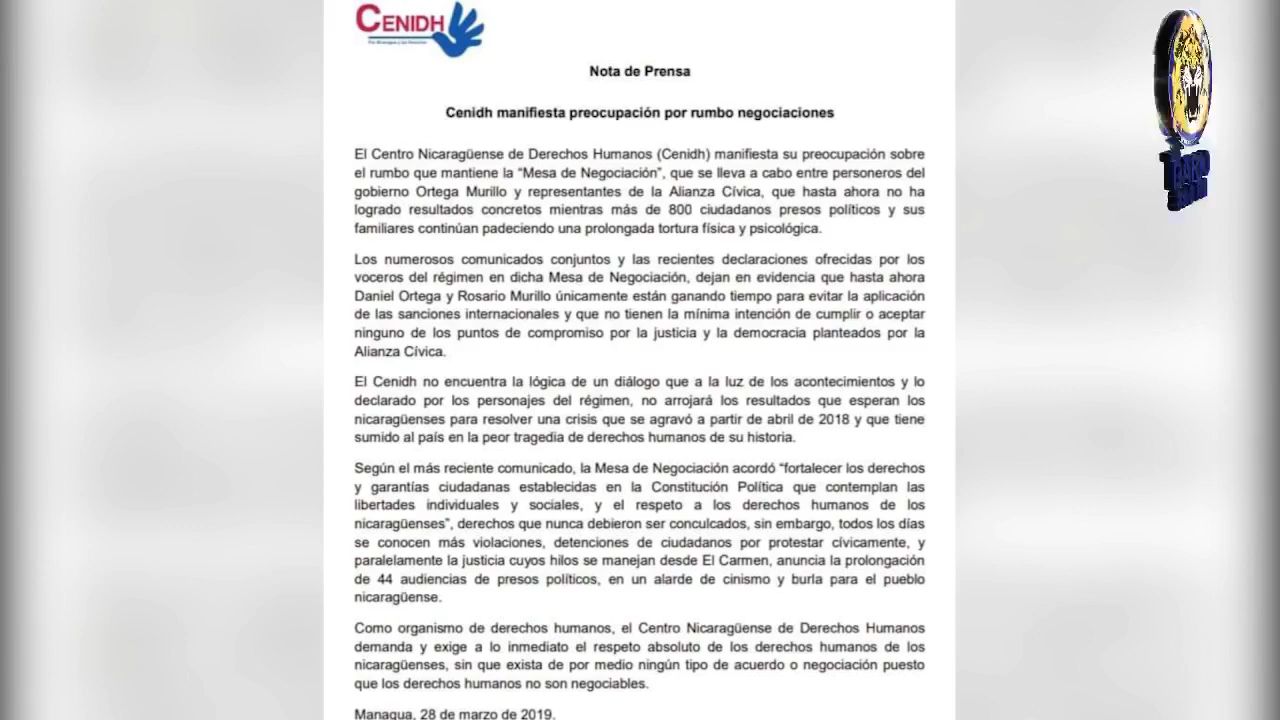 CENIDH
Nota de Prensa
Cenidh manifiesta preocupación por rumbo negociaciones
El Centro Nicaragüense de Derechos Humanos (Cenidh) manifiesta su preocupación sobre
el rumbo que mantiene la “Mesa de Negociación”, que se lleva a cabo entre personeros del
gobierno Ortega Murillo y representantes de la Alianza Cívica, que hasta ahora no ha
logrado resultados concretos mientras más de 800 ciudadanos presos políticos y sus
familiares continúan padeciendo una prolongada tortura física y psicológica.
Los numerosos comunicados conjuntos y las recientes declaraciones ofrecidas por los
voceros del régimen en dicha Mesa de Negociación, dejan en evidencia que hasta ahora
Daniel Ortega y Rosario Murillo únicamente están ganando tiempo para evitar la aplicación
de las sanciones internacionales y que no tienen la mínima intención de cumplir o aceptar
ninguno de los puntos de compromiso por la justicia y la democracia planteados por la
Alianza Cívica.
El Cenidh no encuentra la lógica de un diálogo que a la luz de los acontecimientos y lo
declarado por los personajes del régimen, no arrojará los resultados que esperan los
nicaragüenses para resolver una crisis que se agravó a partir de abril de 2018 y que tiene
sumido al país en la peor tragedia de derechos humanos de su historia.
Según el más reciente comunicado, la Mesa de Negociación acordó “fortalecer los derechos
y garantías ciudadanas establecidas en la Constitución Política que contemplan las
libertades individuales y sociales, y el respeto a los derechos humanos de los
nicaragüenses”, derechos que nunca debieron ser conculcados, sin embargo, todos los días
se conocen más violaciones, detenciones de ciudadanos por protestar cívicamente, y
paralelamente la justicia cuyos hilos se manejan desde El Carmen, anuncia la prolongación
de 44 audiencias de presos políticos, en un alarde de cinismo y burla para el pueblo
nicaragüense.
Como organismo de derechos humanos, el Centro Nicaragüense de Derechos Humanos
demanda y exige a lo inmediato el respeto absoluto de los derechos humanos de los
nicaragüenses, sin que exista de por medio ningún tipo de acuerdo o negociación puesto
que los derechos humanos no son negociables.
Managua, 28 de marzo de 2019.